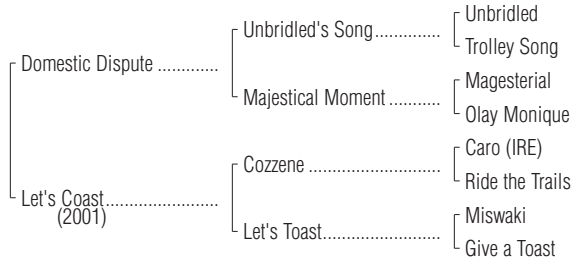 Unbridled
Unbridled's Song..............
Trolley Song
Domestic Dispute .............
Magesterial
Majestical Moment ...........
Olay Monique
Caro (IRE)
Cozzene .........................
Ride the Trails
Let's Coast........................
(2001)
Miswaki
Let's Toast.......................
Give a Toast